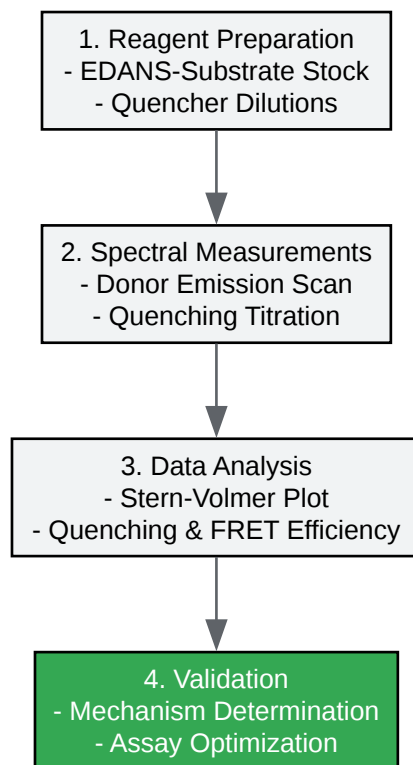 1. Reagent Preparation
- EDANS-Substrate Stock
- Quencher Dilutions
2. Spectral Measurements
- Donor Emission Scan
- Quenching Titration
3. Data Analysis
- Stern-Volmer Plot
- Quenching & FRET Efficiency
4. Validation
- Mechanism Determination
- Assay Optimization